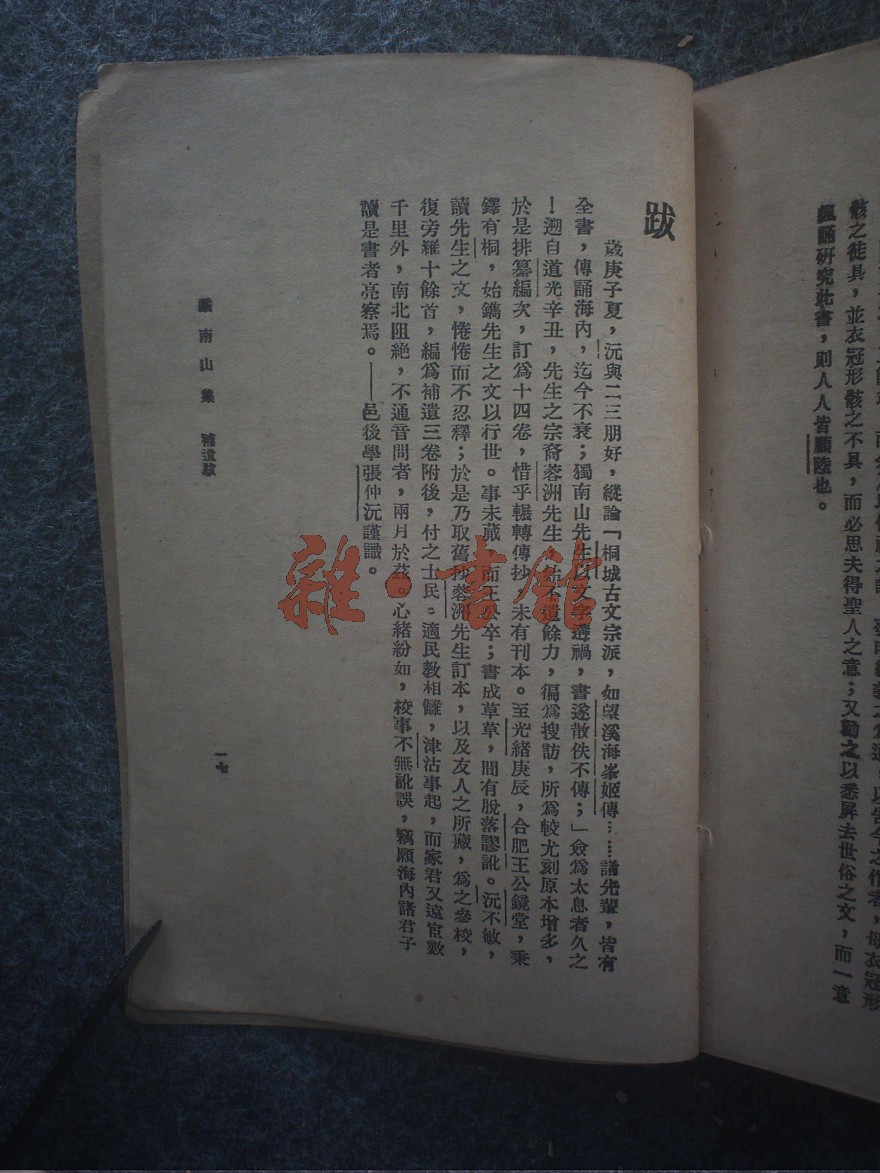 骸之徒具，並衣冠形骸之不具，而必思夫得聖人之意；又勖之以悉屏去世俗之文，而一意
諷誦研究此書，則人人皆顧陸也。
跋
歲庚子夏，沅與二三朋好，縱論「桐城古文宗派，如望溪海峯姬傳……諸先輩，皆有
全書，傳誦海內，迄今不衰；獨南山先生以文字遘禍，書遂散佚不傳；」僉爲太息者久之
！遡自道光辛丑，先生之宗裔蓉洲先生，始不遺餘力，徧爲搜訪，所爲較尤刻原本增多，
於是排纂編次，訂爲十四卷，惜乎輾轉傳抄，未有刊本。至光緒庚辰，合肥王公鏡堂，秉
鐸有桐，始鐫先生之文以行世。事未蕆，而王公卒；書成草草，間有脫落謬訛。沅不敏，
讀先生之文，惓惓而不忍釋；於是乃取舊抄蓉洲先生訂本，以及友人之所藏，爲之參校，
復旁羅十餘首，編爲補遺三卷附後，付之士民。適民教相讎，津沽事起，而家君又遠宦數
千里外，南北阻絕，不通音問者，兩月於茲。心緒紛如，校事不無訛誤，竊願海內諸君子
讀是書者亮察焉。——邑後學張仲沅謹識。
戴南山集 補遺跋
一七
雜·書館